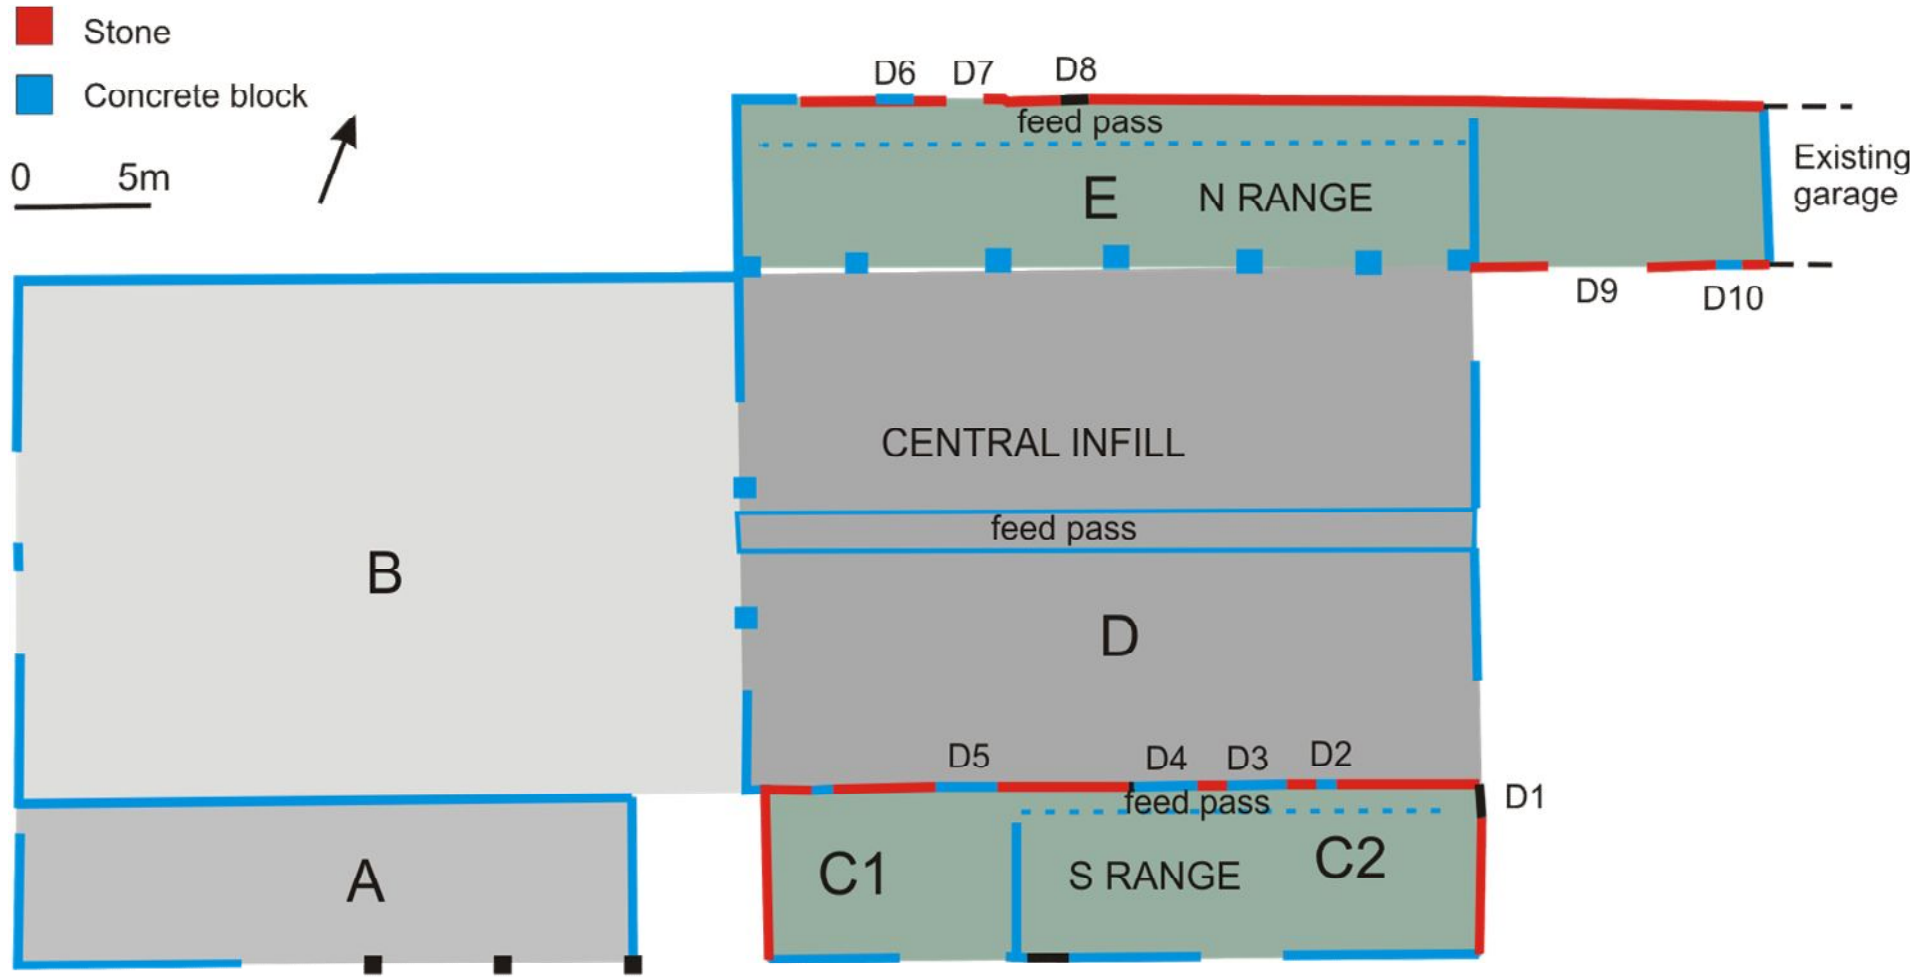 Stone
Concrete block
0 5m
D6 D7 D8
feed pass
E N RANGE
Existing
garage
D9 D10
CENTRAL INFILL
feed pass
B
D
D5 D4 D3 D2
feed pass
D1
A
C1 S RANGE C2